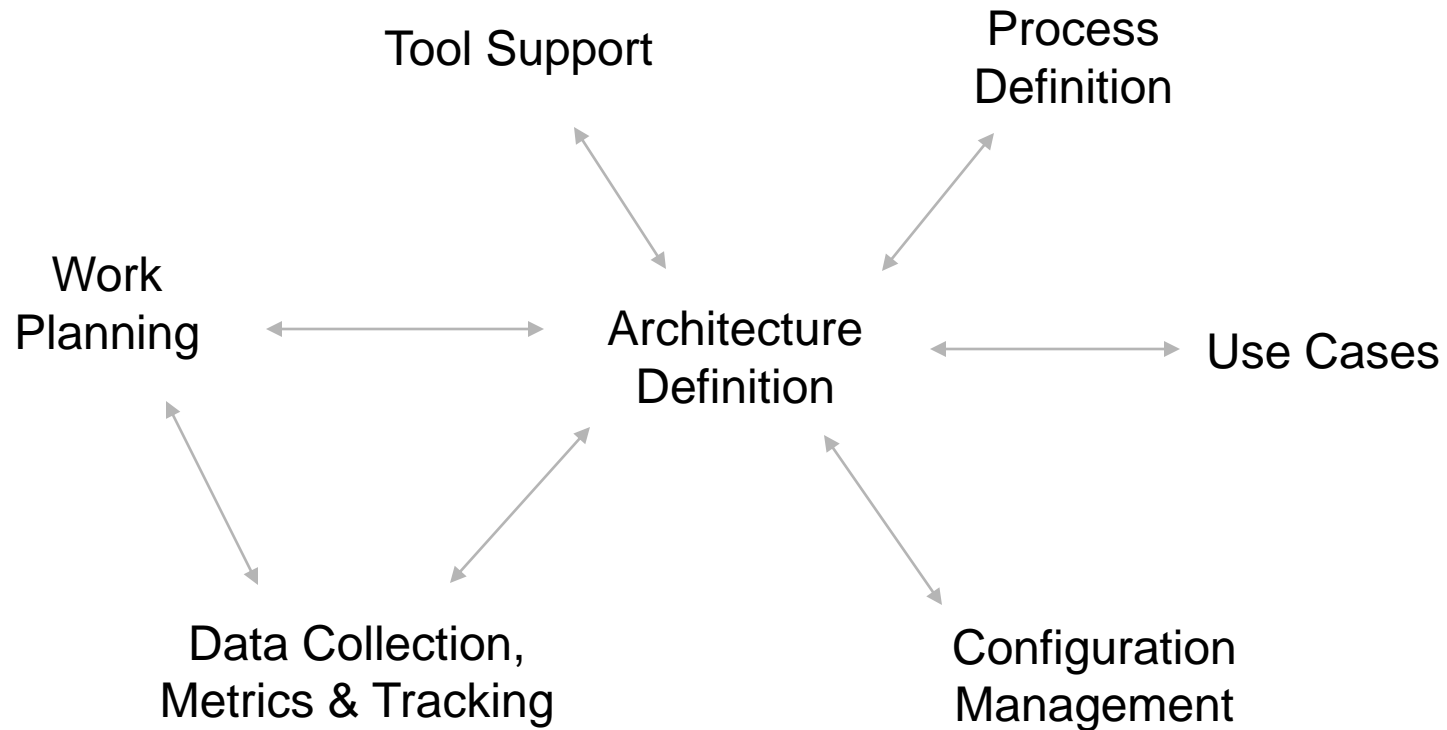 Tool Support
Process
Definition
Work
Planning
Architecture
Definition
Use Cases
Data Collection,
Metrics & Tracking
Configuration
Management